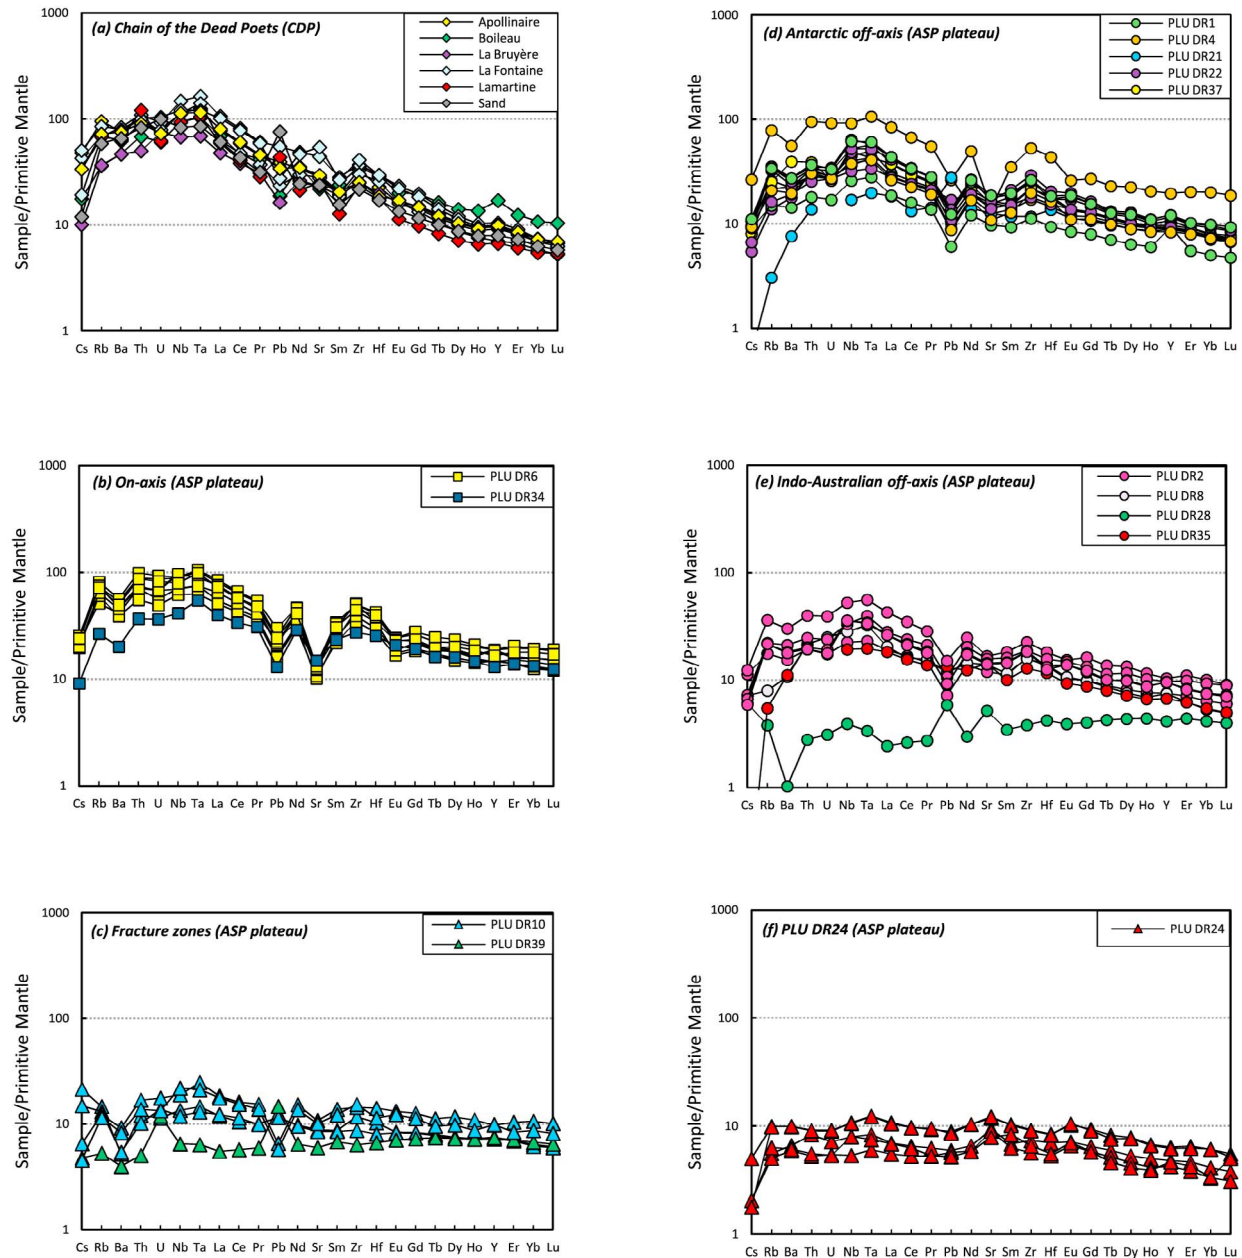 (a) Chain of the Dead Poets (CDP)
Apollinaire
Boileau
La Bruyère
La Fontaine
Lamartine
Sand
Sample/Primitive Mantle
1000
100
10
1
Cs Rb Ba Th U Nb Ta La Ce Pr Pb Nd Sr Sm Zr Hf Eu Gd Tb Dy Ho Y Er Yb Lu
(d) Antarctic off-axis (ASP plateau)
PLU DR1
PLU DR4
PLU DR21
PLU DR22
PLU DR37
Sample/Primitive Mantle
1000
100
10
1
Cs Rb Ba Th U Nb Ta La Ce Pr Pb Nd Sr Sm Zr Hf Eu Gd Tb Dy Ho Y Er Yb Lu
(b) On-axis (ASP plateau)
PLU DR6
PLU DR34
Sample/Primitive Mantle
1000
100
10
1
Cs Rb Ba Th U Nb Ta La Ce Pr Pb Nd Sr Sm Zr Hf Eu Gd Tb Dy Ho Y Er Yb Lu
(e) Indo-Australian off-axis (ASP plateau)
PLU DR2
PLU DR8
PLU DR28
PLU DR35
Sample/Primitive Mantle
1000
100
10
1
Cs Rb Ba Th U Nb Ta La Ce Pr Pb Nd Sr Sm Zr Hf Eu Gd Tb Dy Ho Y Er Yb Lu
(c) Fracture zones (ASP plateau)
PLU DR10
PLU DR39
Sample/Primitive Mantle
1000
100
10
1
Cs Rb Ba Th U Nb Ta La Ce Pr Pb Nd Sr Sm Zr Hf Eu Gd Tb Dy Ho Y Er Yb Lu
(f) PLU DR24 (ASP plateau)
PLU DR24
Sample/Primitive Mantle
1000
100
10
1
Cs Rb Ba Th U Nb Ta La Ce Pr Pb Nd Sr Sm Zr Hf Eu Gd Tb Dy Ho Y Er Yb Lu